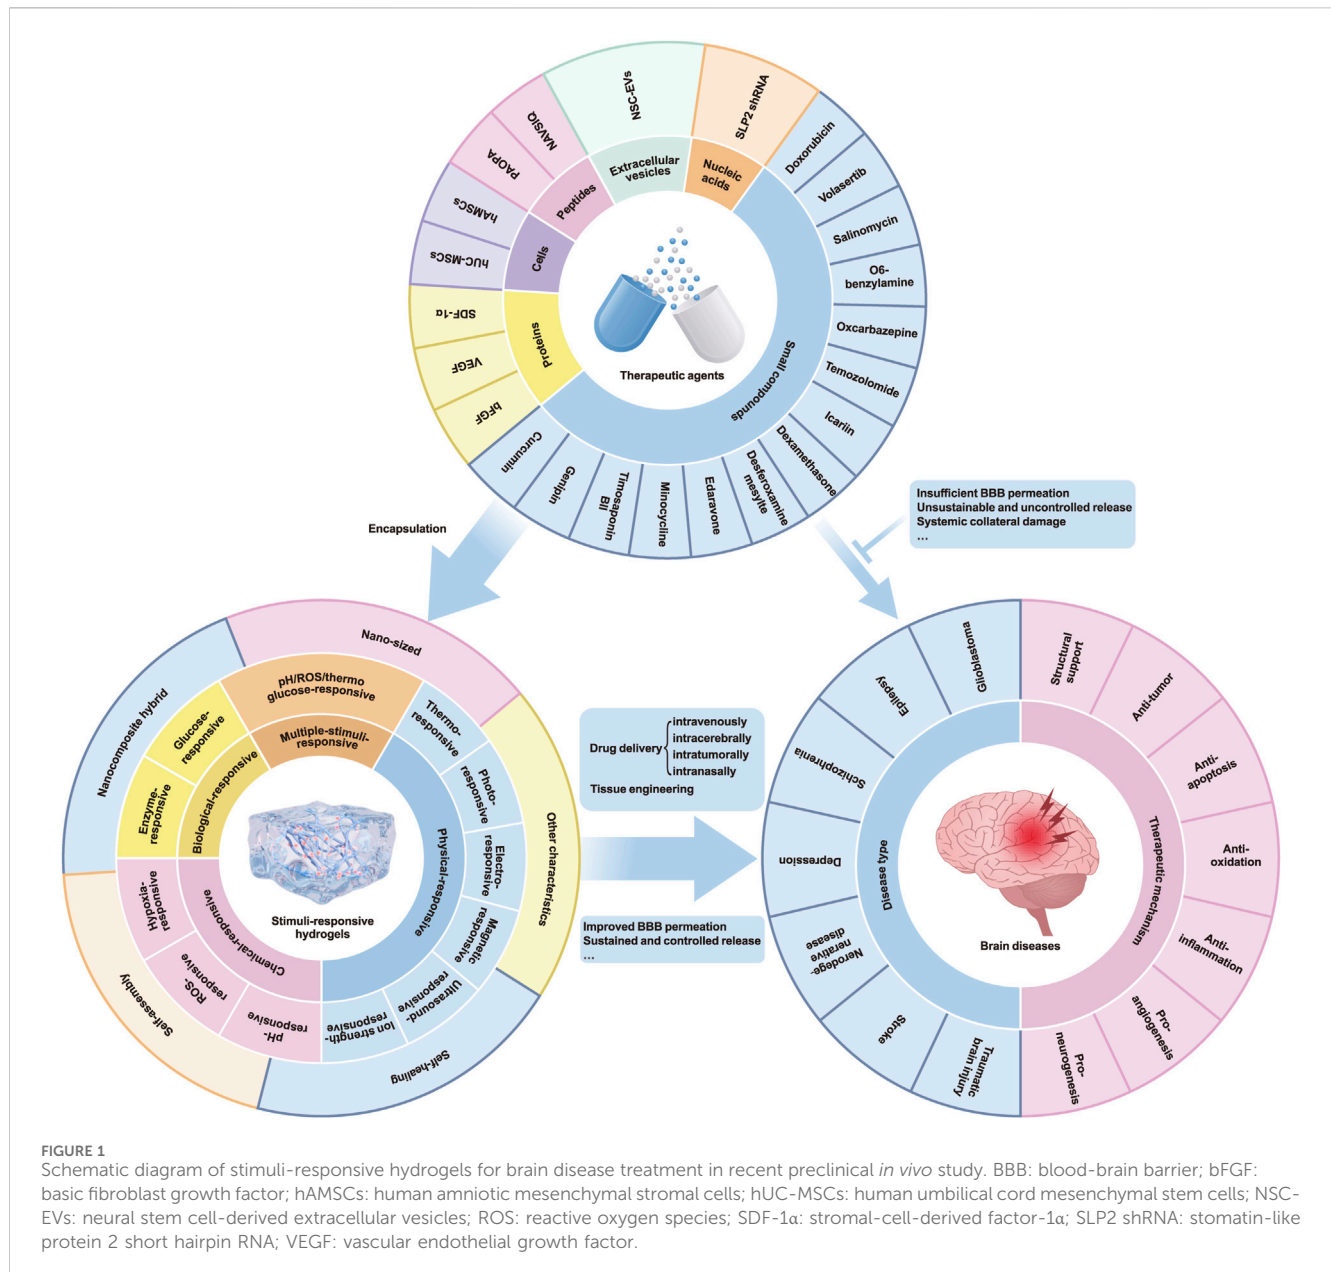 NSC-EVs
SLP2 shRNA
NAVSIQ
PAOPA
hAMSCs
hUC-MSCs
SDF-1α
VEGF
bFGF
Extracellular
vesicles
Nucleic
acids
Peptides
Cells
Proteins
Small compounds
Therapeutic agents
Doxorubicin
Volasertib
Salinomycin
O6-
benzylamine
Oxcarbazepine
Temozolomide
Icariin
Dexamethasone
Desferoxamine
mesylte
Edaravone
Minocycline
Timosaponin
BII
Genipin
Curcumin
Encapsulation
Insufficient BBB permeation
Unsustainable and uncontrolled release
Systemic collateral damage
...
Nano-sized
Nanocomposite hybrid
Other characteristics
Self-assembly
Self-healing
pH/ROS/thermo
glucose-responsive
Multiple-stimuli-
responsive
Glucose-
responsive
Enzyme-
responsive
Biological-responsive
Thermo-
responsive
Photo-
responsive
Electro-
responsive
Magnetic
responsive
Ultrasound-
responsive
Ion strength-
responsive
Physical-responsive
Hypoxia-
responsive
ROS-
responsive
pH-
responsive
Chemical-responsive
Stimuli-responsive
hydrogels
Drug delivery
intravenously
intracerebrally
intratumorally
intranasally
Tissue engineering
Improved BBB permeation
Sustained and controlled release
...
Glioblastoma
Epilepsy
Schizophrenia
Depression
Nerodege-
nerative
disease
Stroke
Traumatic
brain injury
Disease type
Structural
support
Anti-tumor
Anti-
apoptosis
Anti-
oxidation
Anti-
inflammation
Pro-
angiogenesis
Pro-
neurogenesis
Therapeutic mechanism
Brain diseases
FIGURE 1
Schematic diagram of stimuli-responsive hydrogels for brain disease treatment in recent preclinical in vivo study. BBB: blood-brain barrier; bFGF:
basic fibroblast growth factor; hAMSCs: human amniotic mesenchymal stromal cells; hUC-MSCs: human umbilical cord mesenchymal stem cells; NSC-
EVs: neural stem cell-derived extracellular vesicles; ROS: reactive oxygen species; SDF-1α: stromal-cell-derived factor-1α; SLP2 shRNA: stomatin-like
protein 2 short hairpin RNA; VEGF: vascular endothelial growth factor.